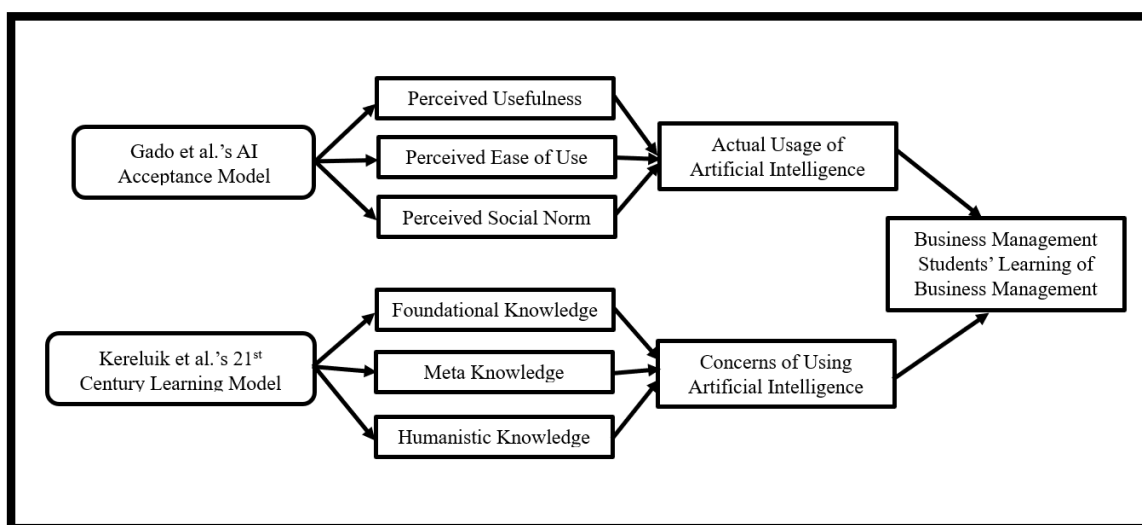 Perceived Usefulness
Gado et al.'s AI
Acceptance Model
Perceived Ease of Use
Actual Usage of
Artificial Intelligence
Perceived Social Norm
Business Management
Students' Learning of
Business Management
Foundational Knowledge
Kereluik et al.'s 21st
Century Learning Model
Meta Knowledge
Concerns of Using
Artificial Intelligence
Humanistic Knowledge